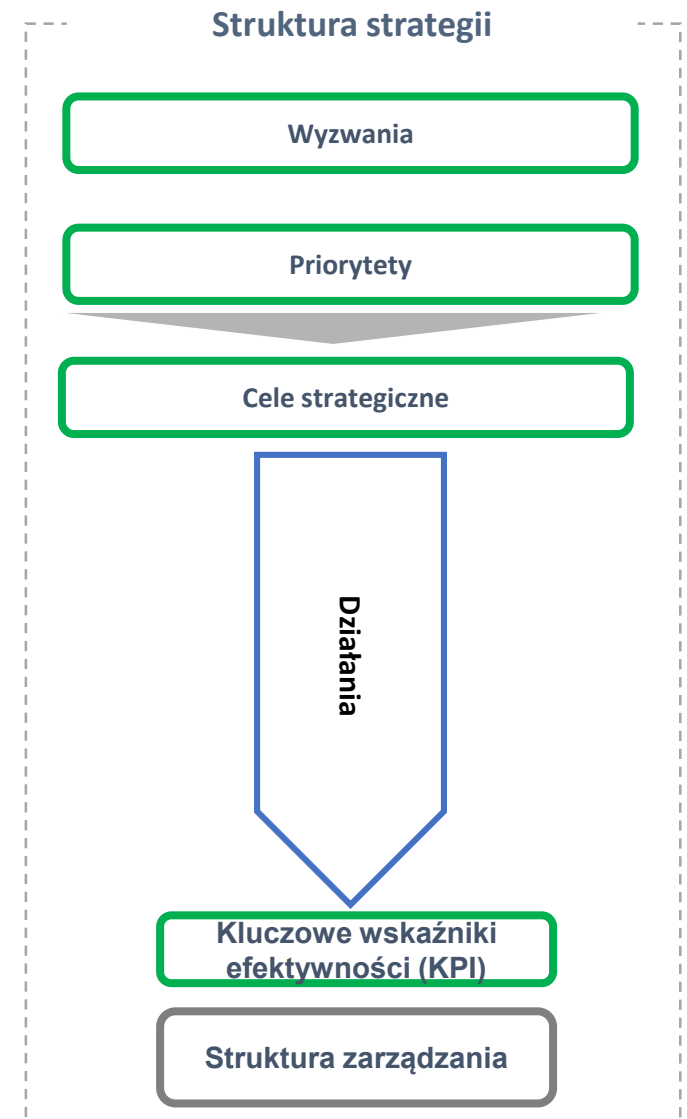 Struktura strategii
Wyzwania
Priorytety
Cele strategiczne
Działania
Kluczowe wskaźniki
efektywności (KPI)
Struktura zarządzania